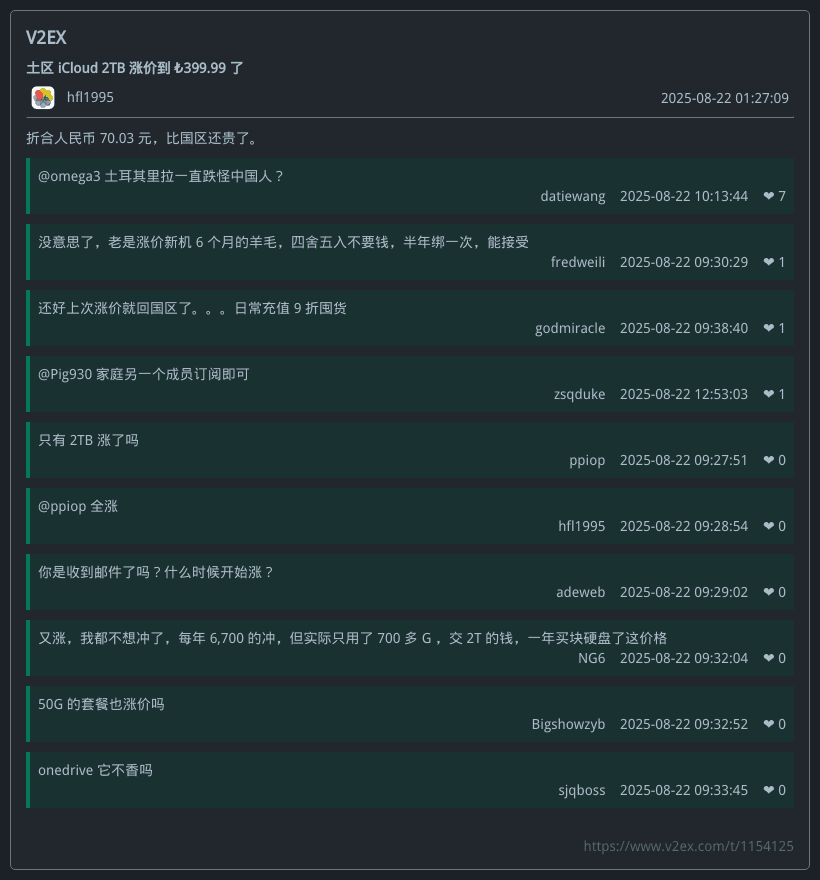 V2EX
土区 iCloud 2TB 涨价到 ₺399.99 了
hfl1995
2025-08-22 01:27:09
折合人民币 70.03 元，比国区还贵了。
@omega3 土耳其里拉一直跌怪中国人？
datiewang 2025-08-22 10:13:44 ❤ 7
没意思了，老是涨价新机 6 个月的羊毛，四舍五入不要钱，半年绑一次，能接受
fredweili 2025-08-22 09:30:29 ❤ 1
还好上次涨价就回国区了。。。日常充值 9 折囤货
godmiracle 2025-08-22 09:38:40 ❤ 1
@Pig930 家庭另一个成员订阅即可
zsqduke 2025-08-22 12:53:03 ❤ 1
只有 2TB 涨了吗
ppiop 2025-08-22 09:27:51 ❤ 0
@ppiop 全涨
hfl1995 2025-08-22 09:28:54 ❤ 0
你是收到邮件了吗？什么时候开始涨？
adeweb 2025-08-22 09:29:02 ❤ 0
又涨，我都不想冲了，每年 6,700 的冲，但实际只用了 700 多 G ，交 2T 的钱，一年买块硬盘了这价格
NG6 2025-08-22 09:32:04 ❤ 0
50G 的套餐也涨价吗
Bigshowzyb 2025-08-22 09:32:52 ❤ 0
onedrive 它不香吗
sjqboss 2025-08-22 09:33:45 ❤ 0
https://www.v2ex.com/t/1154125